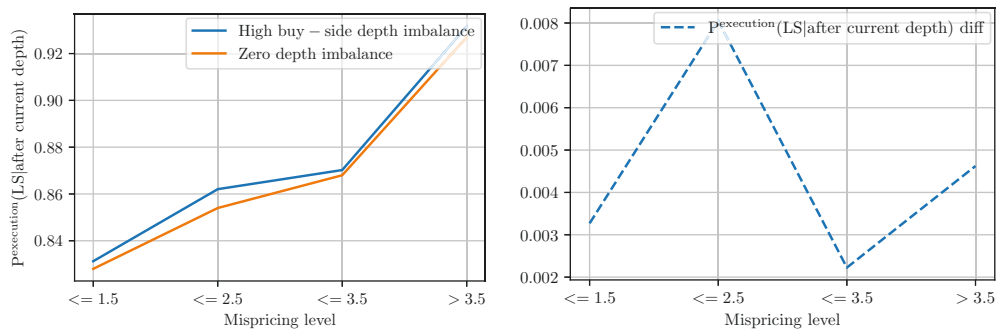 High buy − side depth imbalance
Zero depth imbalance
P^execution(LS|after current depth)
0.92
0.90
0.88
0.86
0.84
<= 1.5 <= 2.5 <= 3.5 > 3.5
Mispricing level
P^execution(LS|after current depth) diff
0.008
0.007
0.006
0.005
0.004
0.003
0.002
<= 1.5 <= 2.5 <= 3.5 > 3.5
Mispricing level